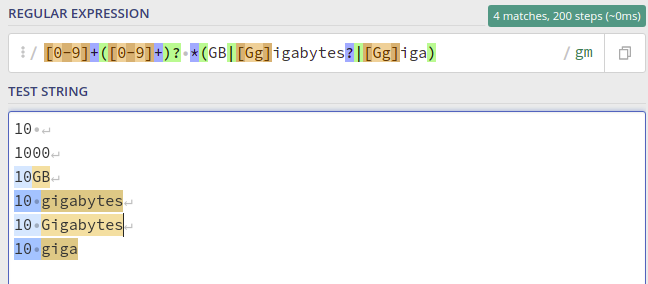 REGULAR EXPRESSION
4 matches, 200 steps (~0ms)
/ [0-9]+([0-9]+)?·*(GB|[Gg]igabytes?|[Gg]iga) / gm
TEST STRING
10·↵
1000↵
10GB↵
10·gigabytes↵
10·Gigabytes↵
10·giga